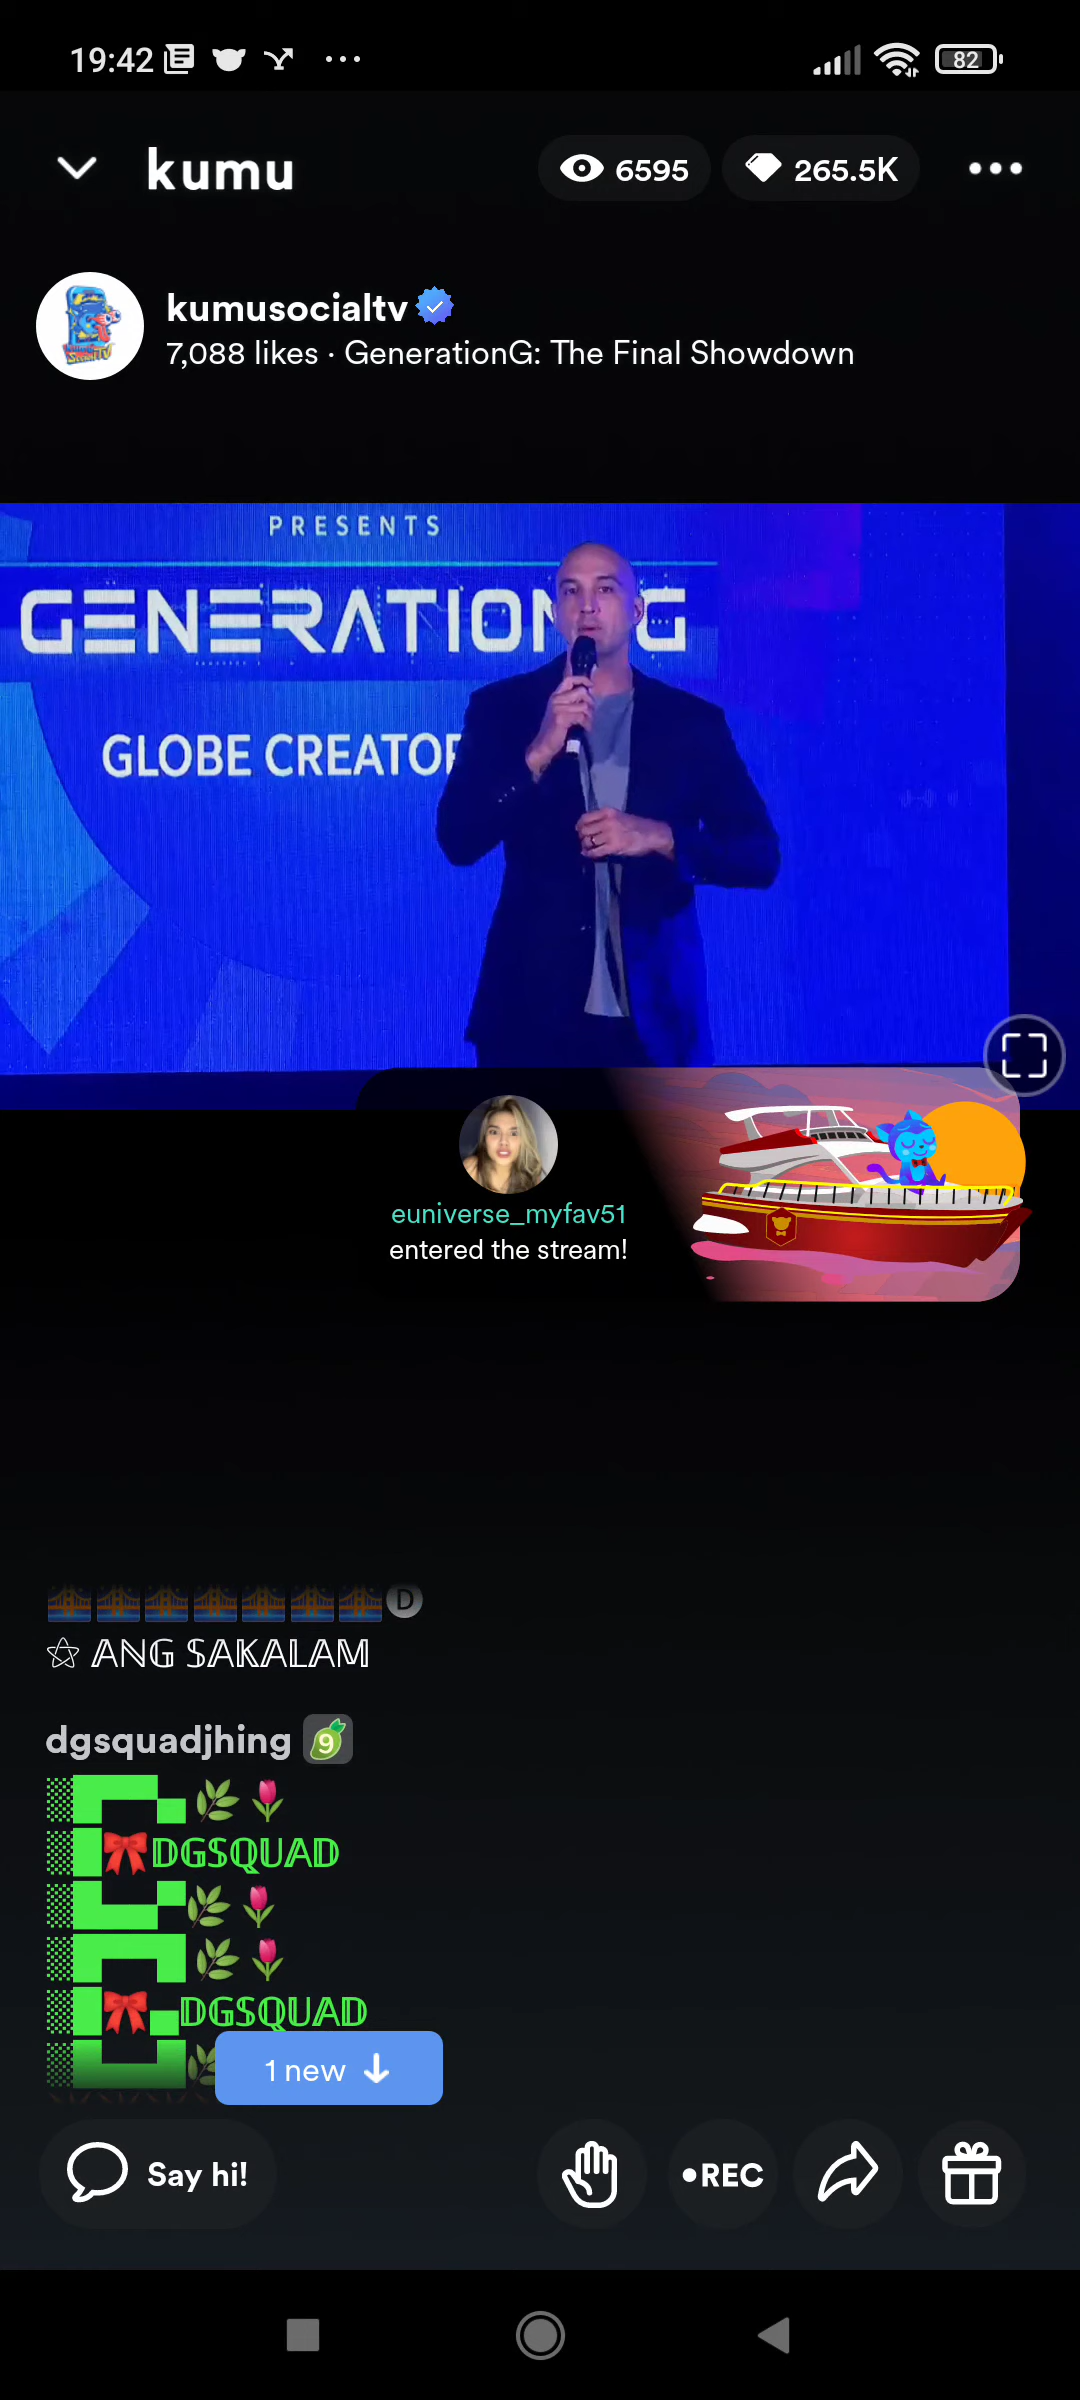 19:42
82
kumu
6595
265.5K
kumusocialtv
7,088 likes · GenerationG: The Final Showdown
PRESENTS
GENERATION G
GLOBE CREATOR
euniverse_myfav51
entered the stream!
D
ANG SAKALAM
dgsquadjhing 9
DGSQUAD
DGSQUAD
1 new
Say hi!
•REC